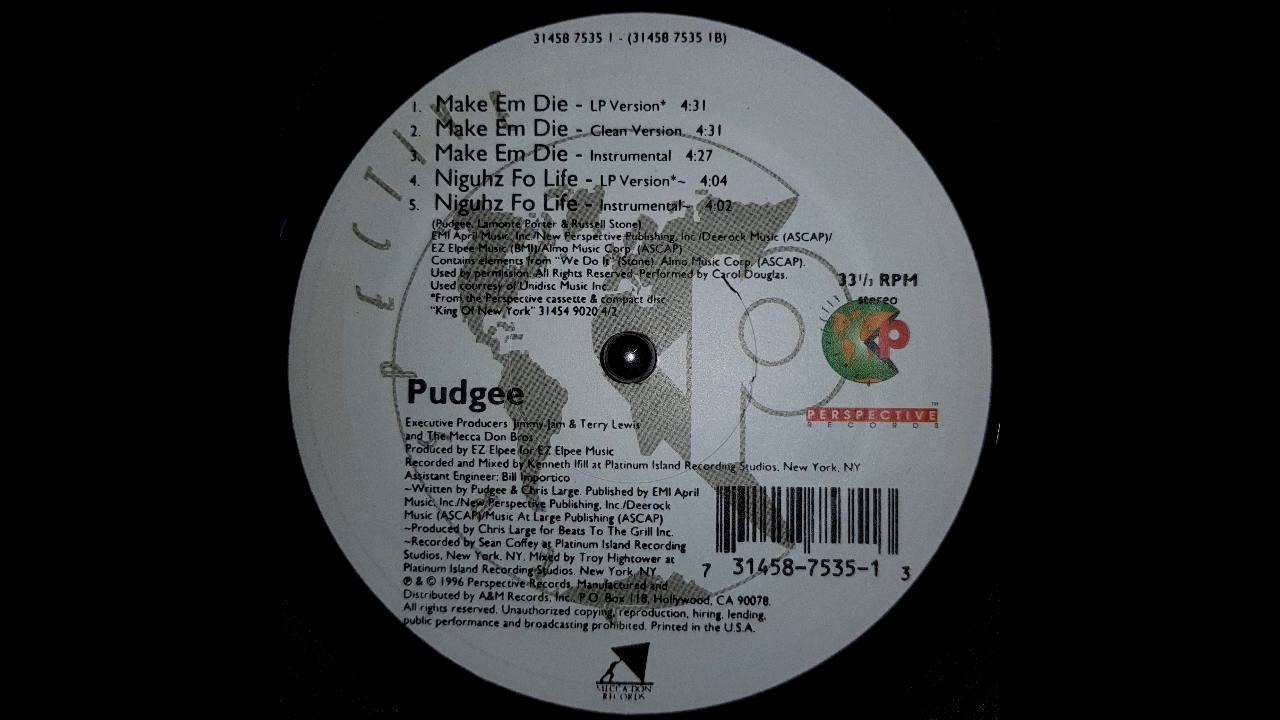 31458 7535 1 - (31458 7535 1B)
1. Make Em Die - LP Version* 4:31
2. Make Em Die - Clean Version 4:31
3. Make Em Die - Instrumental 4:27
4. Niguhz Fo Life - LP Version*~ 4:04
5. Niguhz Fo Life - Instrumental~ 4:02
(Pudgee, Lamonte Porter & Russell Stone)
EMI April Music, Inc./New Perspective Publishing, Inc./Deerock Music (ASCAP)/
EZ Elpee Music (BMI)/Almo Music Corp. (ASCAP)
Contains elements from "We Do It" (Stone). Almo Music Corp. (ASCAP).
Used by permission. All Rights Reserved. Performed by Carol Douglas.
Used courtesy of Unidisc Music Inc.
*From the Perspective cassette & compact disc
"King Of New York" 31454 9020 4/2
33 1/3 RPM
stereo
P E C T I V E
P
PERSPECTIVE™
RECORDS
Pudgee
Executive Producers Jimmy Jam & Terry Lewis
and The Mecca Don Bros.
Produced by EZ Elpee for EZ Elpee Music
Recorded and Mixed by Kenneth Ifill at Platinum Island Recording Studios, New York, NY
Assistant Engineer: Bill Importico
~Written by Pudgee & Chris Large. Published by EMI April
Music, Inc./New Perspective Publishing, Inc./Deerock
Music (ASCAP)/Music At Large Publishing (ASCAP)
~Produced by Chris Large for Beats To The Grill Inc.
~Recorded by Sean Coffey at Platinum Island Recording
Studios, New York, NY. Mixed by Troy Hightower at
Platinum Island Recording Studios, New York, NY
℗ & © 1996 Perspective Records. Manufactured and
Distributed by A&M Records, Inc., P.O. Box 118, Hollywood, CA 90078.
All rights reserved. Unauthorized copying, reproduction, hiring, lending,
public performance and broadcasting prohibited. Printed in the U.S.A.
7 31458-7535-1 3
MECCA DON
RECORDS